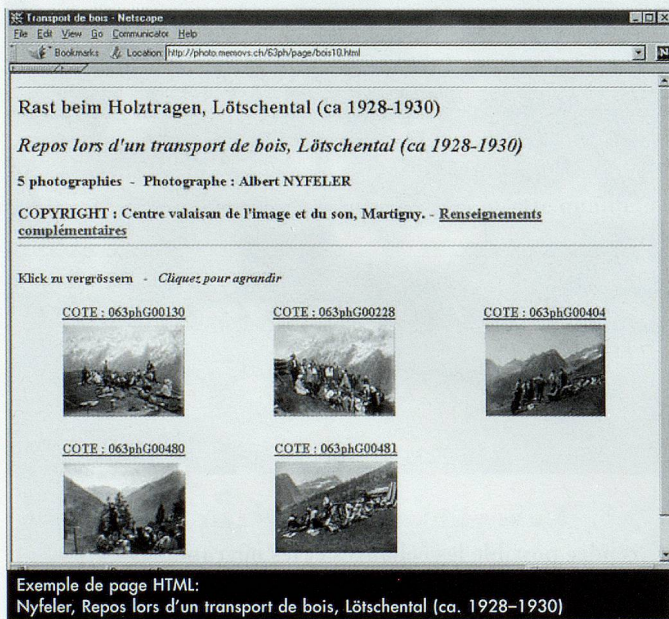 Transport de bois - Netscape
File Edit View Go Communicator Help
Bookmarks Location: http://photo.memovs.ch/63ph/page/bois10.html
Rast beim Holztragen, Lötschental (ca 1928-1930)
Repos lors d'un transport de bois, Lötschental (ca 1928-1930)
5 photographies - Photographe : Albert NYFELER
COPYRIGHT : Centre valaisan de l'image et du son, Martigny. - Renseignements
complémentaires
Klick zu vergrössern - Cliquez pour agrandir
COTE : 063phG00130 COTE : 063phG00228 COTE : 063phG00404
COTE : 063phG00480 COTE : 063phG00481
Exemple de page HTML:
Nyfeler, Repos lors d'un transport de bois, Lötschental (ca. 1928–1930)